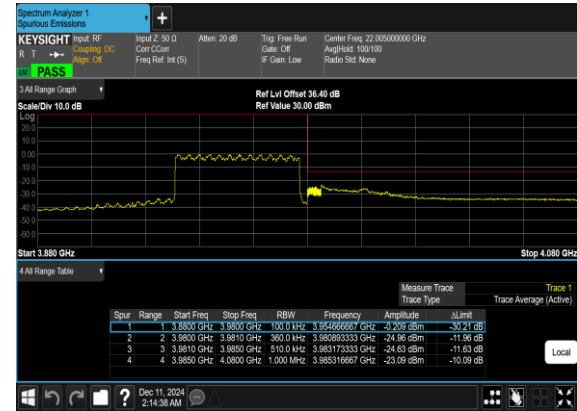 Spectrum Analyzer 1
Spurious Emissions
KEYSIGHT Input: RF Input Z: 50 Ω Atten: 20 dB Trig: Free Run Center Freq: 22.005000000 GHz
R T Coupling: DC Corr CCorr Gate: Off Avg|Hold: 100/100
Align: Off Freq Ref: Int (S) IF Gain: Low Radio Std: None
PASS
3 All Range Graph
Ref Lvl Offset 36.40 dB
Scale/Div 10.0 dB Ref Value 30.00 dBm
Log
20.0
10.0
0.00
-10.0
-20.0
-30.0
-40.0
-50.0
-60.0
Start 3.880 GHz Stop 4.080 GHz
4 All Range Table
Measure Trace Trace 1
Trace Type Trace Average (Active)
Spur Range Start Freq Stop Freq RBW Frequency Amplitude ΔLimit
1 1 3.8800 GHz 3.9800 GHz 100.0 kHz 3.954666667 GHz -0.209 dBm -30.21 dB
2 2 3.9800 GHz 3.9810 GHz 360.0 kHz 3.980893333 GHz -24.96 dBm -11.96 dB
3 3 3.9810 GHz 3.9850 GHz 510.0 kHz 3.983173333 GHz -24.63 dBm -11.63 dB
4 4 3.9850 GHz 4.0800 GHz 1.000 MHz 3.985316667 GHz -23.09 dBm -10.09 dB
Local
Dec 11, 2024
2:14:38 AM